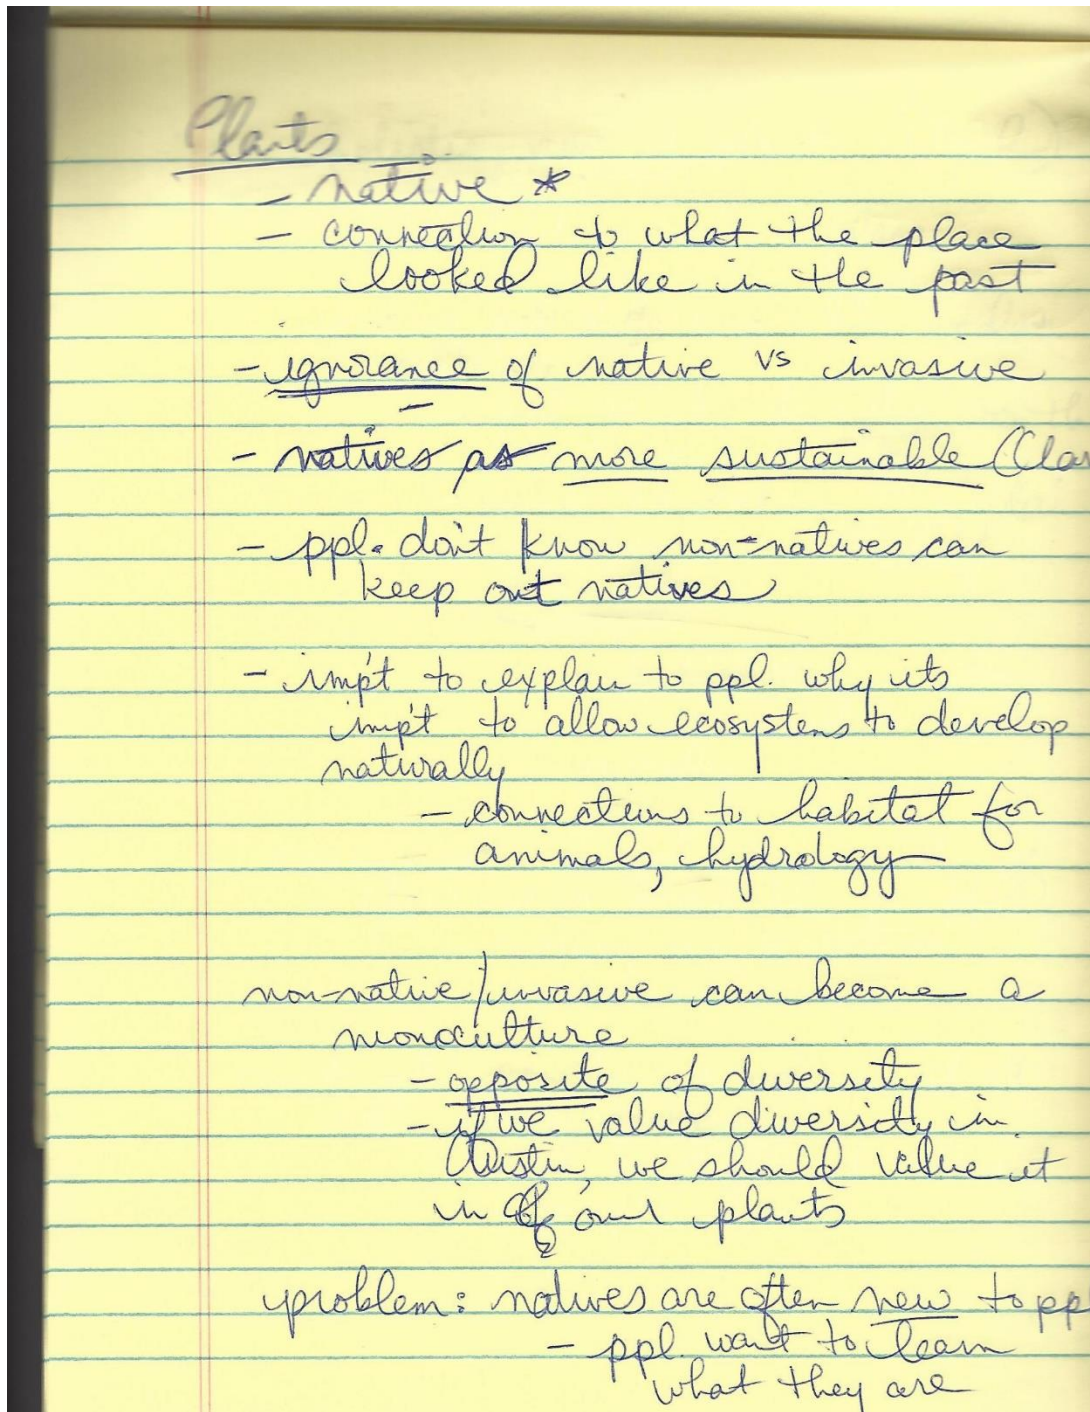 Plants
- native *
- connection to what the place
looked like in the past
- ignorance of native vs invasive
- natives as more sustainable
- ppl. don't know non-natives can
keep out natives
- imp't to explain to ppl. why its
imp't to allow ecosystems to develop
naturally
- connections to habitat for
animals, hydrology
non-native/invasive can become a
monoculture
- opposite of diversity
- if we value diversity in
Austin, we should value it
in our plants
problem: natives are often new to pp
- ppl. want to learn
what they are